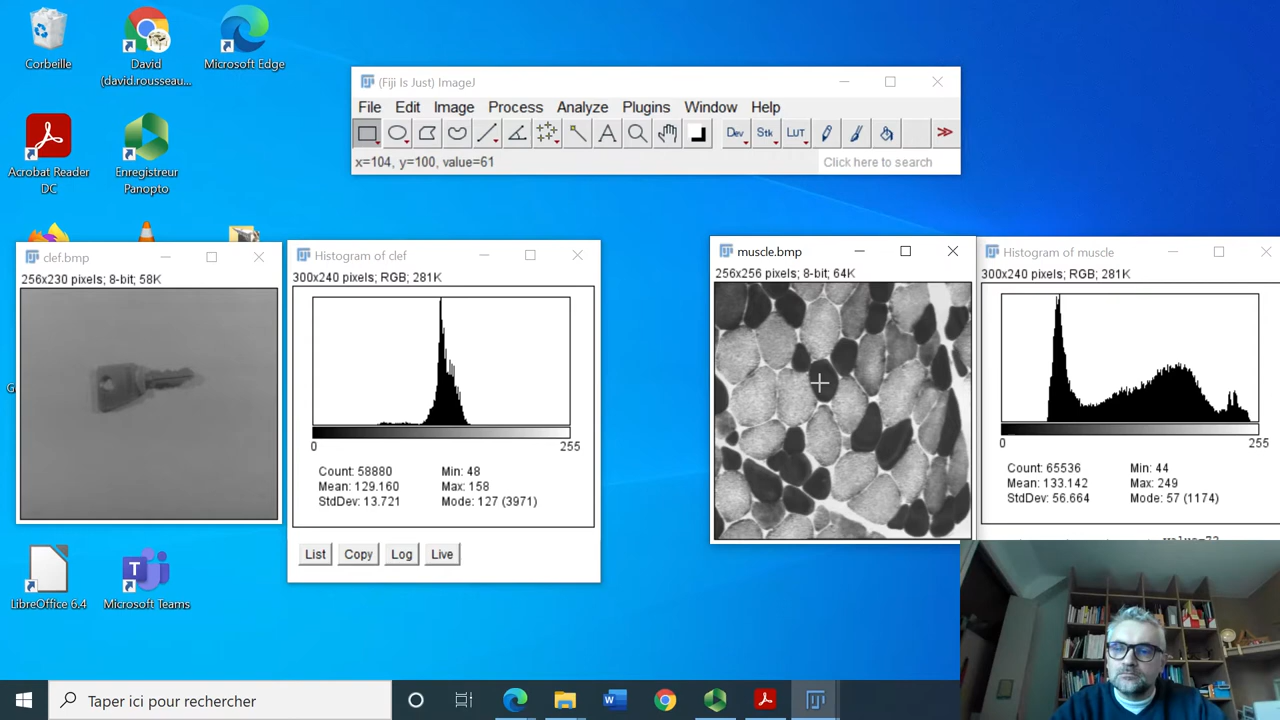 Corbeille
David
(david.rousseau...
Microsoft Edge
Acrobat Reader
DC
Enregistreur
Panopto
(Fiji Is Just) ImageJ
File Edit Image Process Analyze Plugins Window Help
Dev Stk LUT >>
x=104, y=100, value=61
Click here to search
clef.bmp
256x230 pixels; 8-bit; 58K
Histogram of clef
300x240 pixels; RGB; 281K
0 255
Count: 58880 Min: 48
Mean: 129.160 Max: 158
StdDev: 13.721 Mode: 127 (3971)
List Copy Log Live
muscle.bmp
256x256 pixels; 8-bit; 64K
Histogram of muscle
300x240 pixels; RGB; 281K
0 255
Count: 65536 Min: 44
Mean: 133.142 Max: 249
StdDev: 56.664 Mode: 57 (1174)
G
LibreOffice 6.4
Microsoft Teams
Taper ici pour rechercher